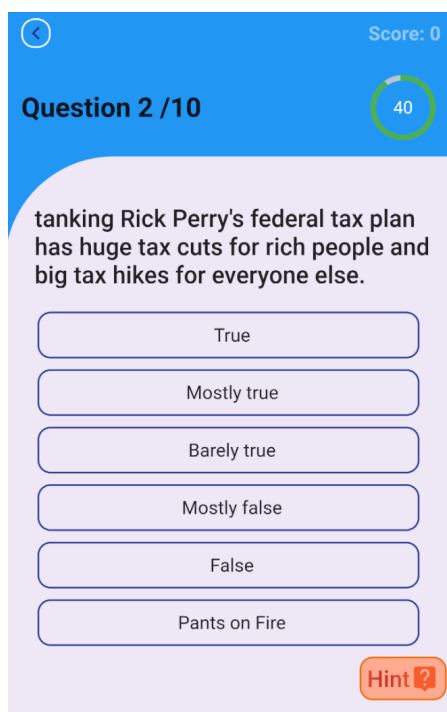 Score: 0
Question 2 /10
40
tanking Rick Perry's federal tax plan
has huge tax cuts for rich people and
big tax hikes for everyone else.
True
Mostly true
Barely true
Mostly false
False
Pants on Fire
Hint ?